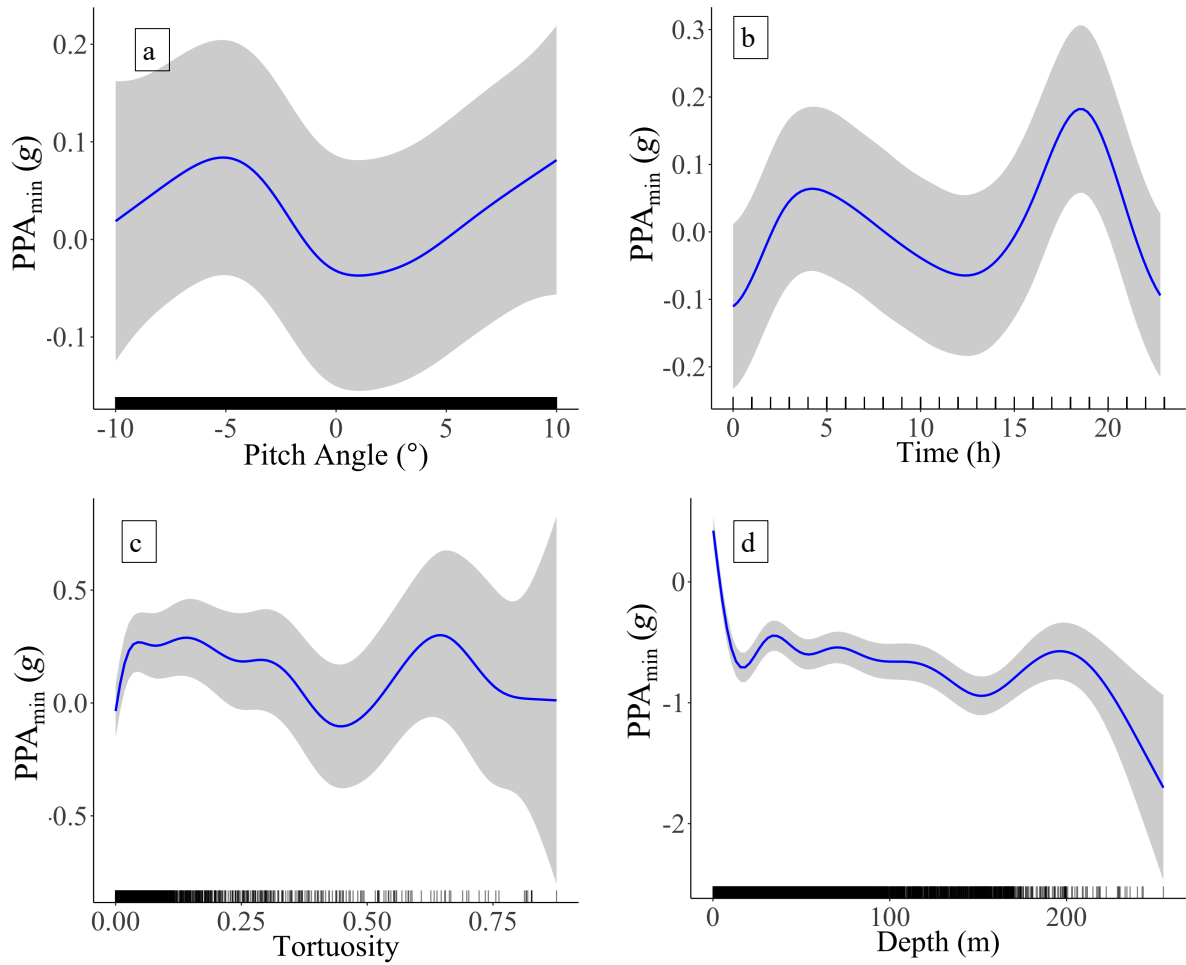 a
0.2
0.1
0.0
-0.1
PPAmin (g)
-10 -5 0 5 10
Pitch Angle (°)
b
0.3
0.2
0.1
0.0
-0.1
-0.2
PPAmin (g)
0 5 10 15 20
Time (h)
c
0.5
0.0
-0.5
PPAmin (g)
0.00 0.25 0.50 0.75
Tortuosity
d
0
-1
-2
PPAmin (g)
0 100 200
Depth (m)